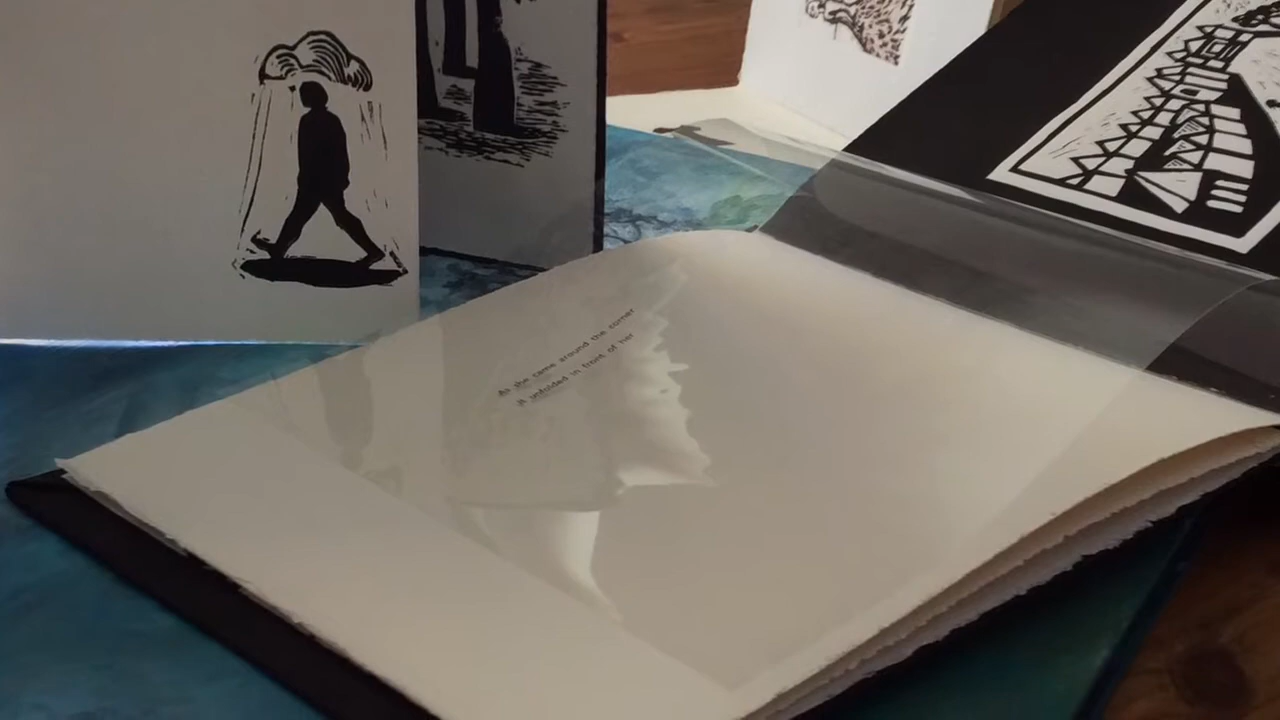 As she came around the corner
it unfolded in front of her